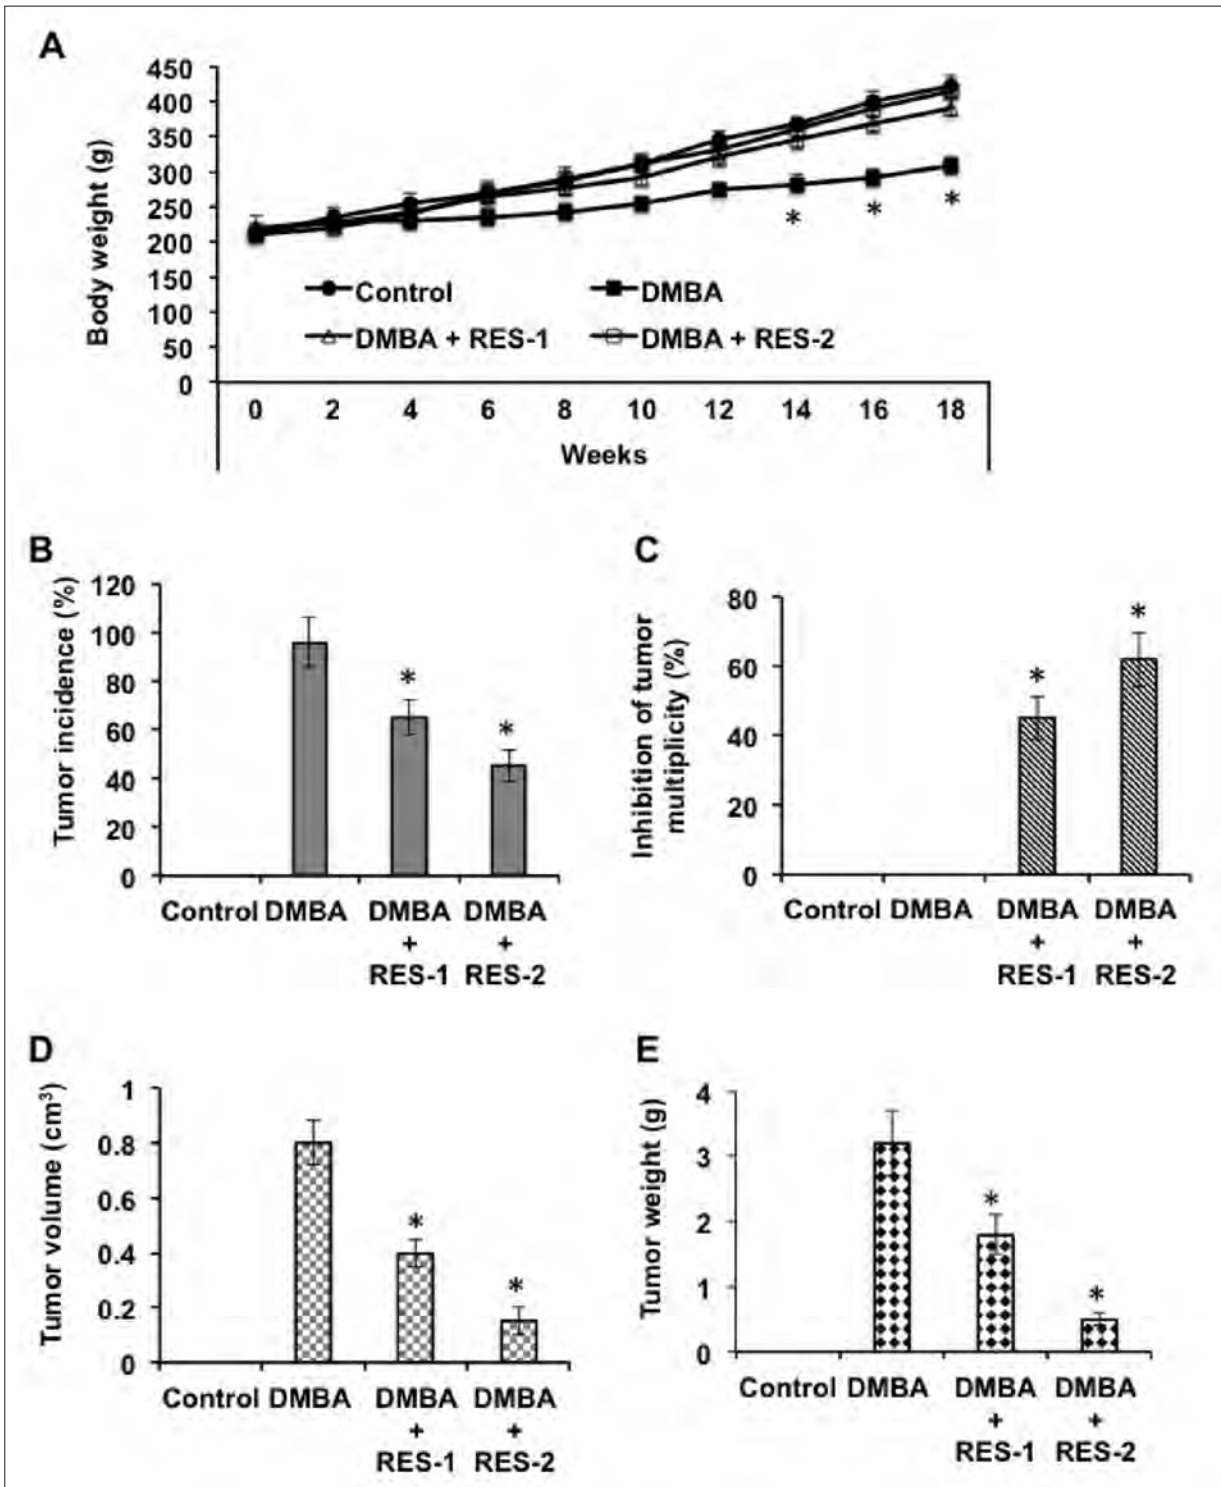 A
450
400
350
300
250
200
150
100
50
0
Body weight (g)
Control
DMBA
DMBA + RES-1
DMBA + RES-2
*
*
*
0 2 4 6 8 10 12 14 16 18
Weeks
B
120
100
80
60
40
20
0
Tumor incidence (%)
*
*
Control DMBA DMBA DMBA
+ +
RES-1 RES-2
C
80
60
40
20
0
Inhibition of tumor
multiplicity (%)
*
*
Control DMBA DMBA DMBA
+ +
RES-1 RES-2
D
1
0.8
0.6
0.4
0.2
0
Tumor volume (cm³)
*
*
Control DMBA DMBA DMBA
+ +
RES-1 RES-2
E
4
3
2
1
0
Tumor weight (g)
*
*
Control DMBA DMBA DMBA
+ +
RES-1 RES-2